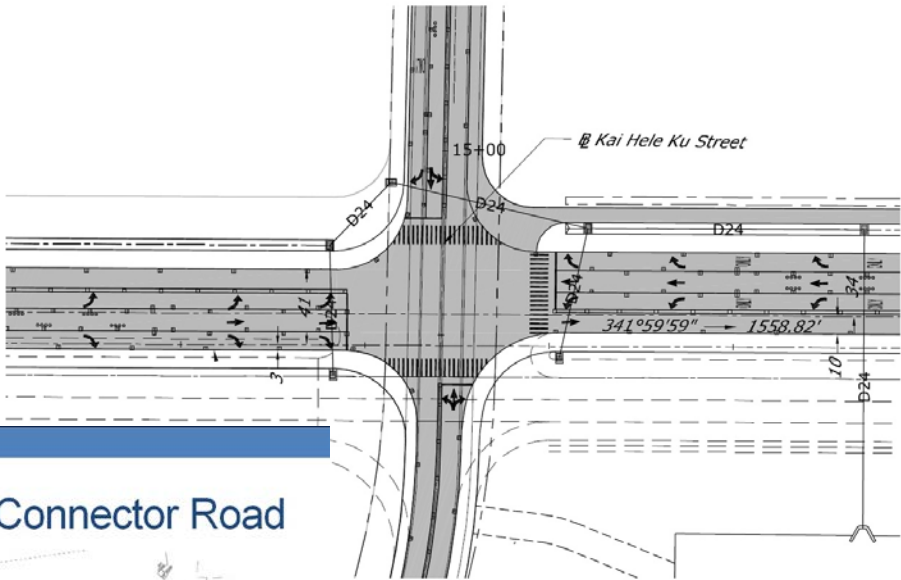 15+00
℄ Kai Hele Ku Street
D24
D24
D24
D24
D24
D24
41
34
341°59'59"
1558.82'
3
10
Connector Road